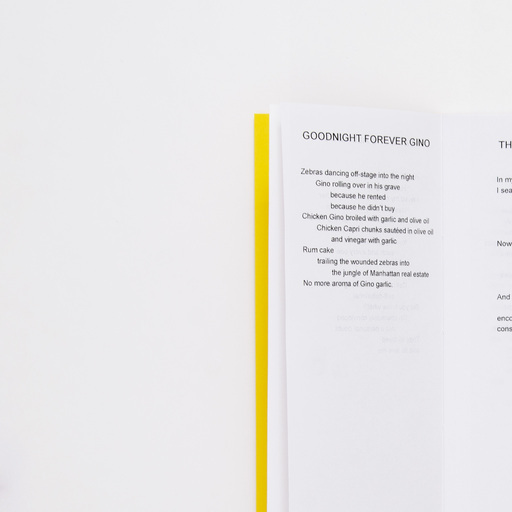 GOODNIGHT FOREVER GINO
Zebras dancing off-stage into the night
Gino rolling over in his grave
because he rented
because he didn't buy
Chicken Gino broiled with garlic and olive oil
Chicken Capri chunks sautéed in olive oil
and vinegar with garlic
Rum cake
trailing the wounded zebras into
the jungle of Manhattan real estate
No more aroma of Gino garlic.
TH
In m
I sea
Now
And
enco
cons